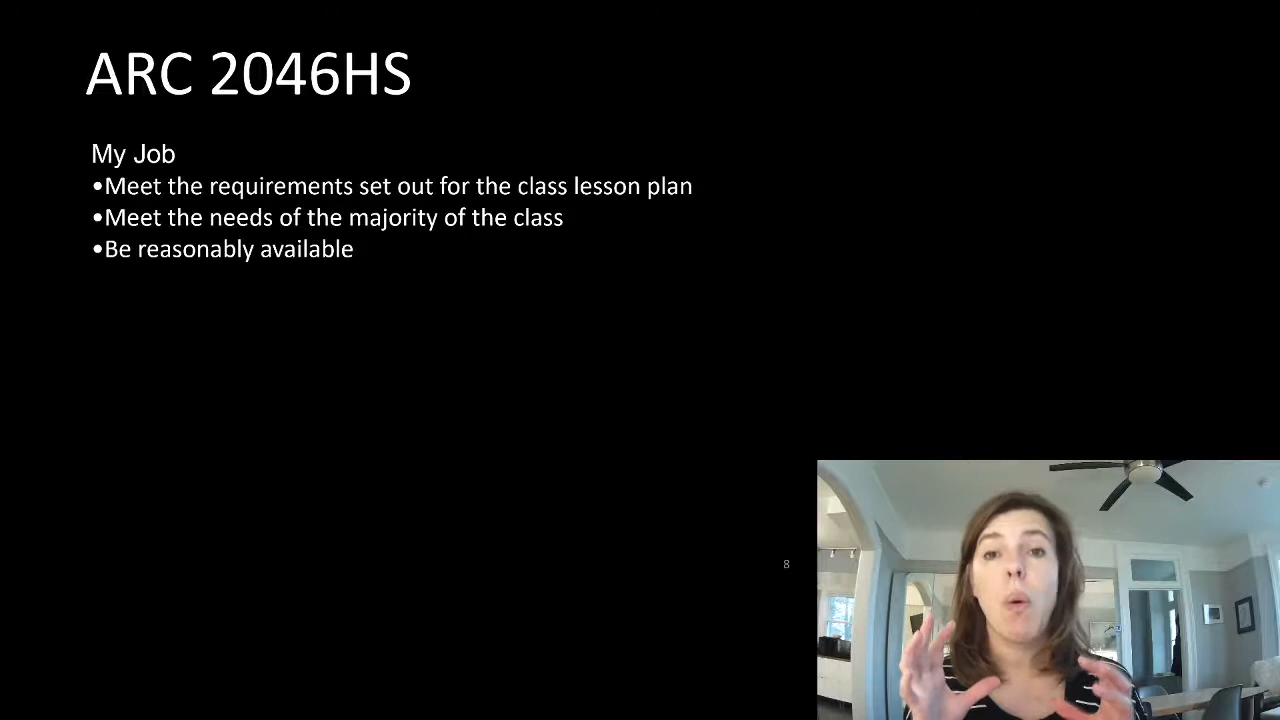 ARC 2046HS
My Job
•Meet the requirements set out for the class lesson plan
•Meet the needs of the majority of the class
•Be reasonably available
8